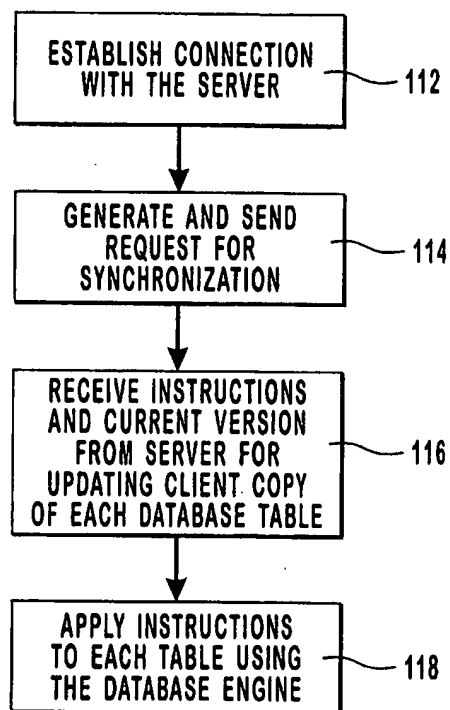 ESTABLISH CONNECTION
WITH THE SERVER
112
GENERATE AND SEND
REQUEST FOR
SYNCHRONIZATION
114
RECEIVE INSTRUCTIONS
AND CURRENT VERSION
FROM SERVER FOR
UPDATING CLIENT COPY
OF EACH DATABASE TABLE
116
APPLY INSTRUCTIONS
TO EACH TABLE USING
THE DATABASE ENGINE
118